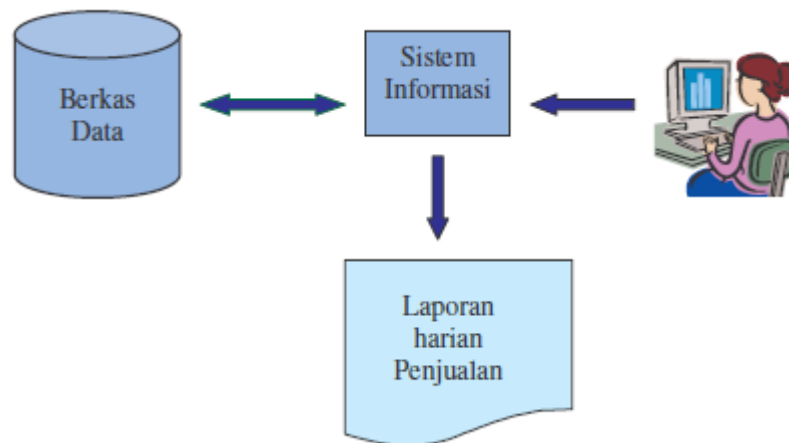 Berkas
Data
Sistem
Informasi
Laporan
harian
Penjualan